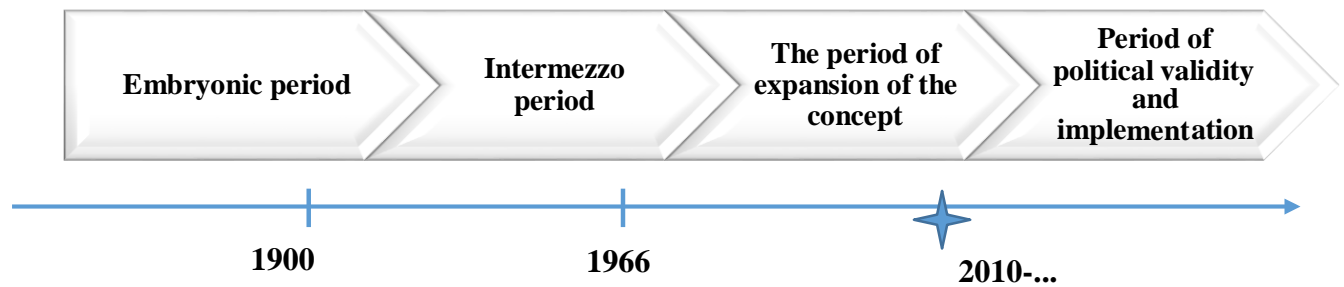 Embryonic period
Intermezzo
period
The period of
expansion of the
concept
Period of
political validity
and
implementation
1900
1966
2010-...